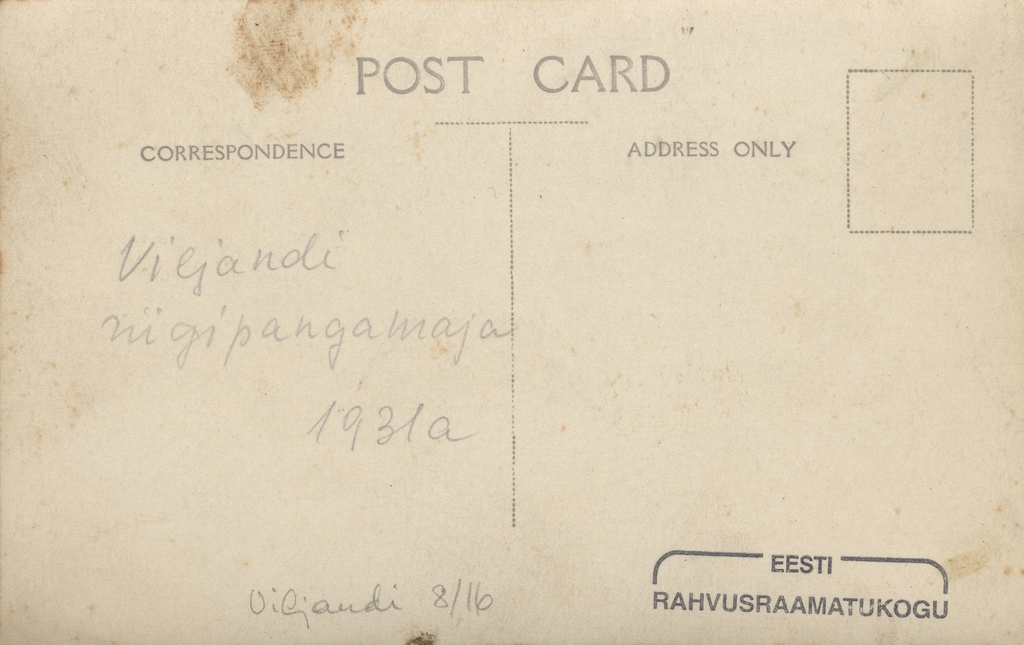 POST CARD
CORRESPONDENCE
ADDRESS ONLY
Viljandi
riigipangamaja
1931a
Viljandi 8/16
EESTI
RAHVUSRAAMATUKOGU